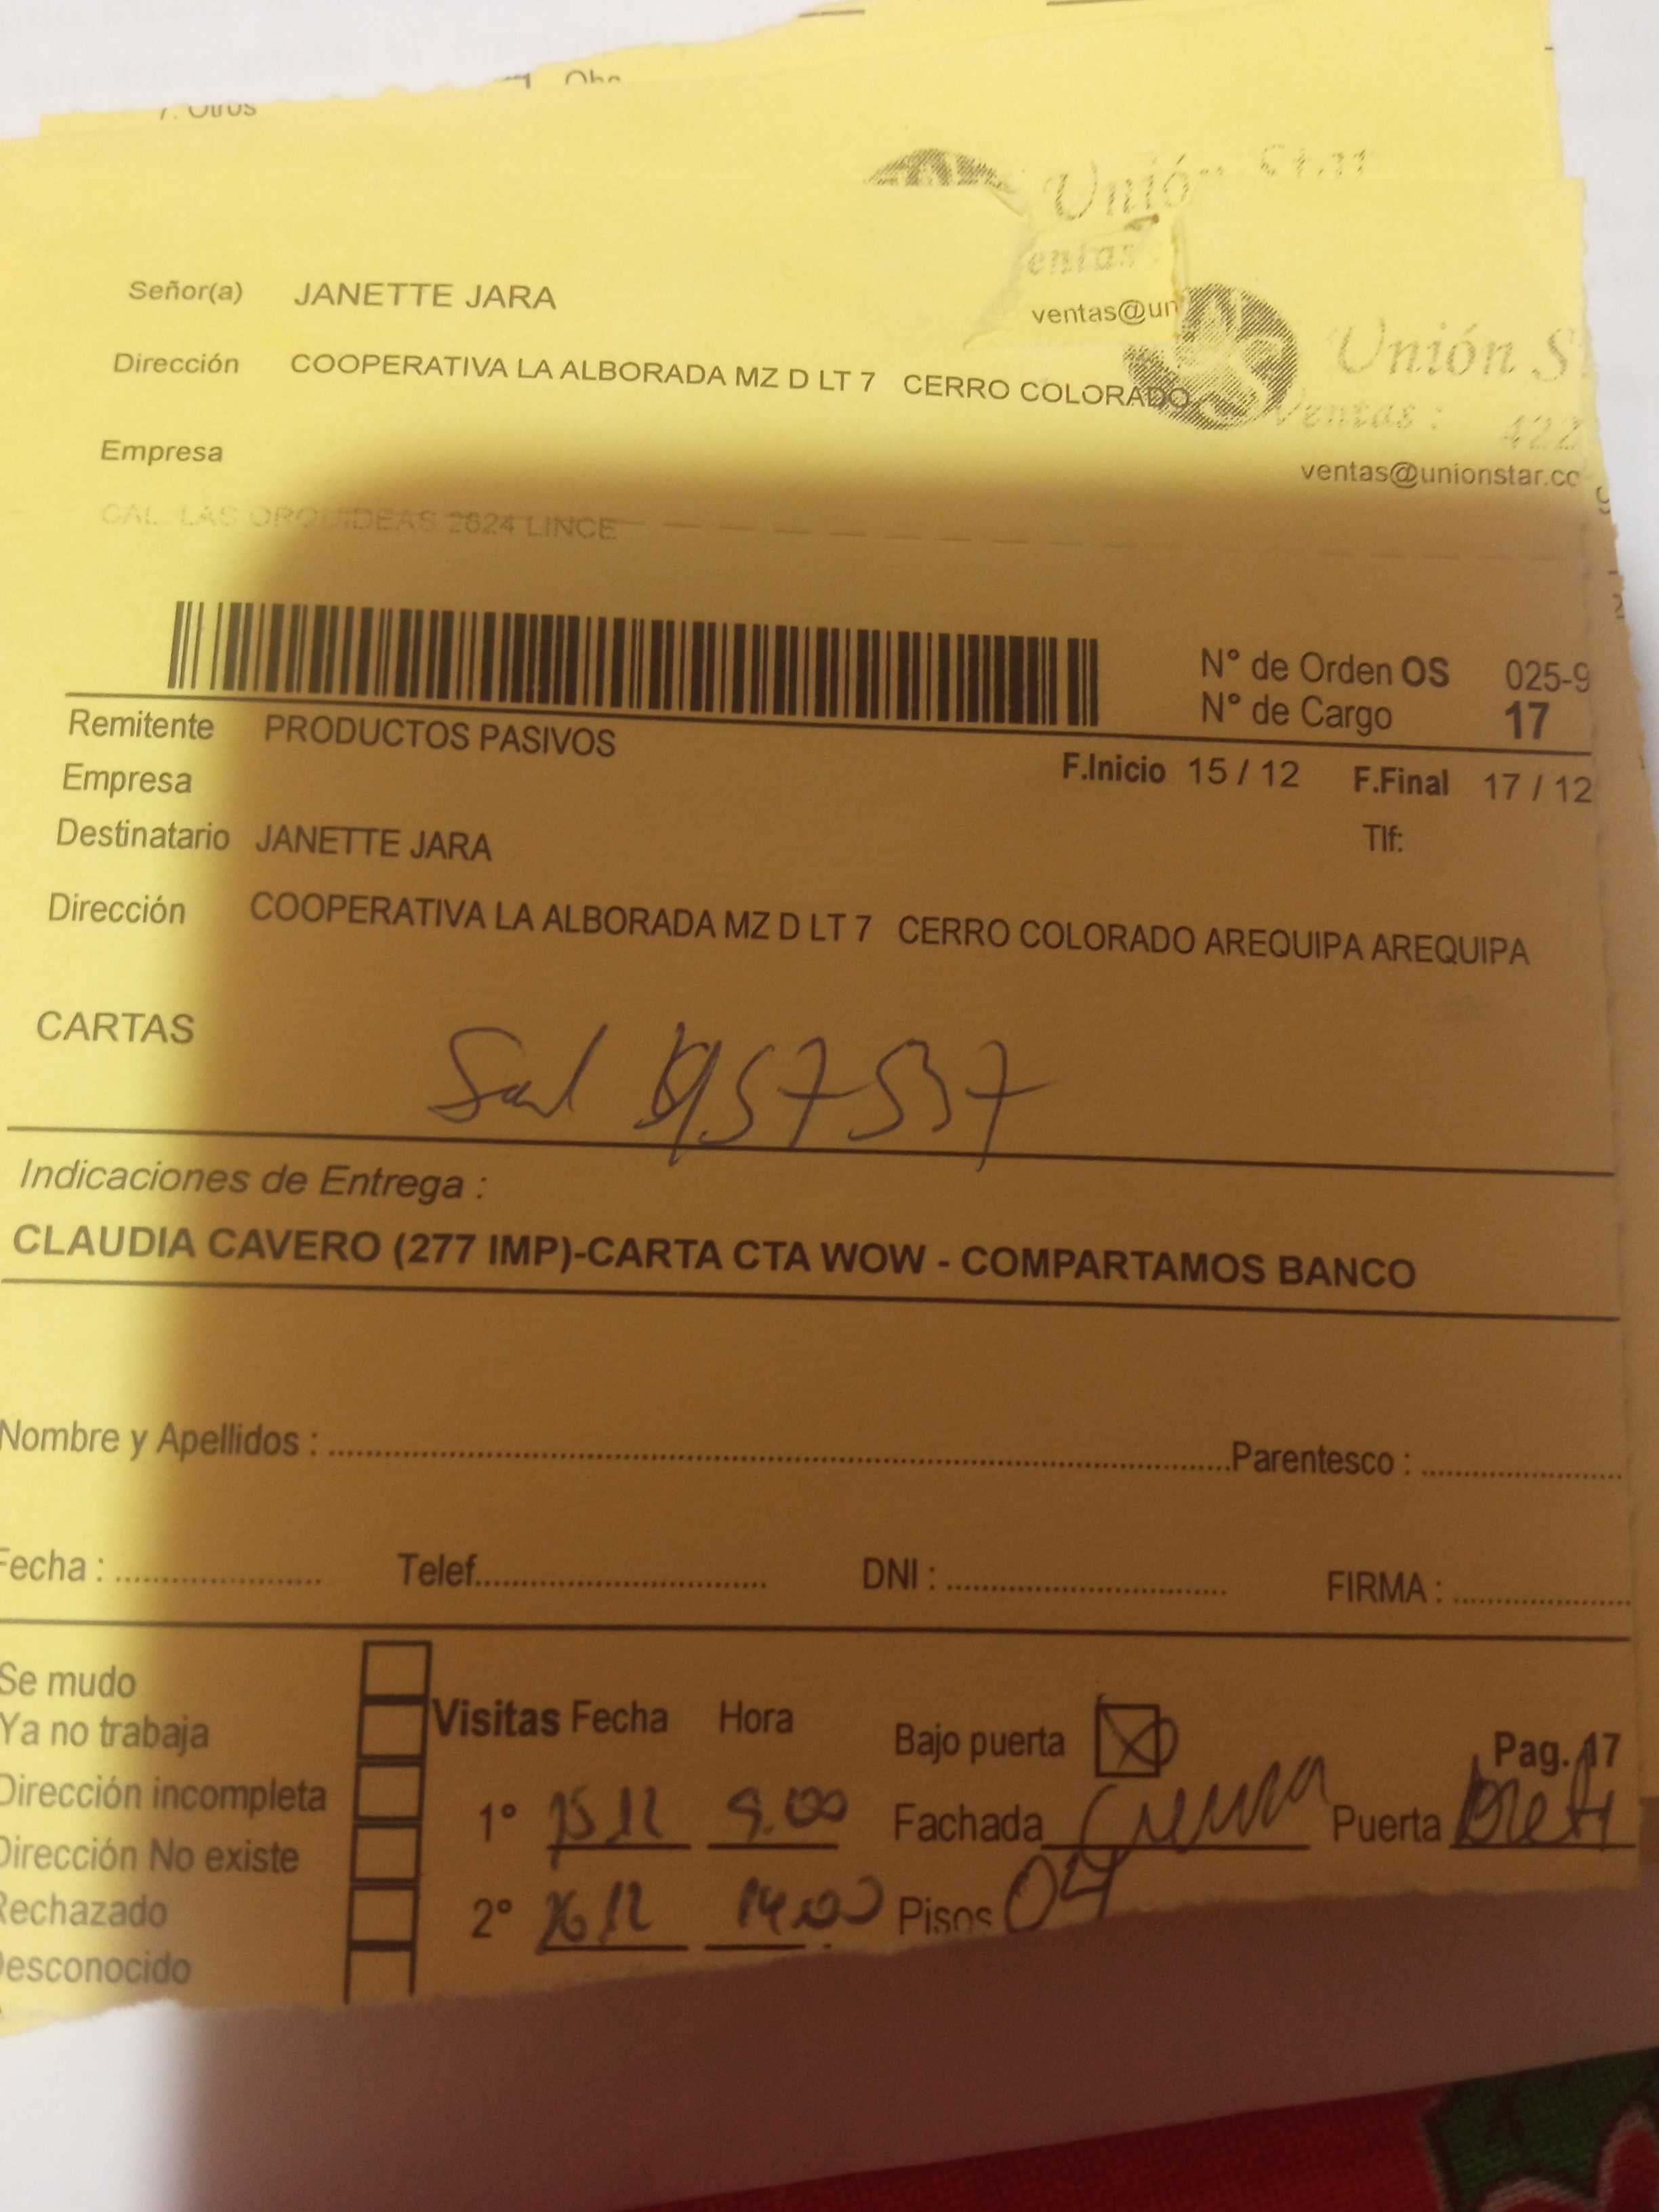 7. Otros
Unión Star
Señor(a) JANETTE JARA
ventas@un
Dirección COOPERATIVA LA ALBORADA MZ D LT 7 CERRO COLORADO
Unión S
Ventas: 422
Empresa
ventas@unionstar.co
CAL. LAS ORQUIDEAS 2624 LINCE
N° de Orden OS 025-9
N° de Cargo 17
Remitente PRODUCTOS PASIVOS
F.Inicio 15 / 12 F.Final 17 / 12
Empresa
Destinatario JANETTE JARA
Tlf:
Dirección COOPERATIVA LA ALBORADA MZ D LT 7 CERRO COLORADO AREQUIPA AREQUIPA
CARTAS
57537
Indicaciones de Entrega :
CLAUDIA CAVERO (277 IMP)-CARTA CTA WOW - COMPARTAMOS BANCO
Nombre y Apellidos : Parentesco :
Fecha : Telef. DNI : FIRMA :
Se mudo
Ya no trabaja
Visitas Fecha Hora
Bajo puerta
Pag. 17
Dirección incompleta
1° 15.12 9.00 Fachada Crema Puerta
Dirección No existe
2° 16.12 14.00 Pisos 04
Rechazado
Desconocido